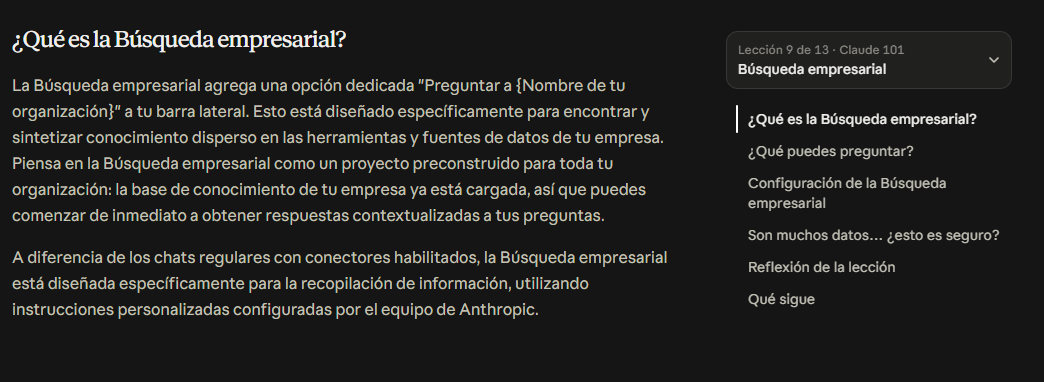 ¿Qué es la Búsqueda empresarial?
La Búsqueda empresarial agrega una opción dedicada "Preguntar a {Nombre de tu
organización}" a tu barra lateral. Esto está diseñado específicamente para encontrar y
sintetizar conocimiento disperso en las herramientas y fuentes de datos de tu empresa.
Piensa en la Búsqueda empresarial como un proyecto preconstruido para toda tu
organización: la base de conocimiento de tu empresa ya está cargada, así que puedes
comenzar de inmediato a obtener respuestas contextualizadas a tus preguntas.
A diferencia de los chats regulares con conectores habilitados, la Búsqueda empresarial
está diseñada específicamente para la recopilación de información, utilizando
instrucciones personalizadas configuradas por el equipo de Anthropic.
Lección 9 de 13 · Claude 101
Búsqueda empresarial
¿Qué es la Búsqueda empresarial?
¿Qué puedes preguntar?
Configuración de la Búsqueda
empresarial
Son muchos datos... ¿esto es seguro?
Reflexión de la lección
Qué sigue